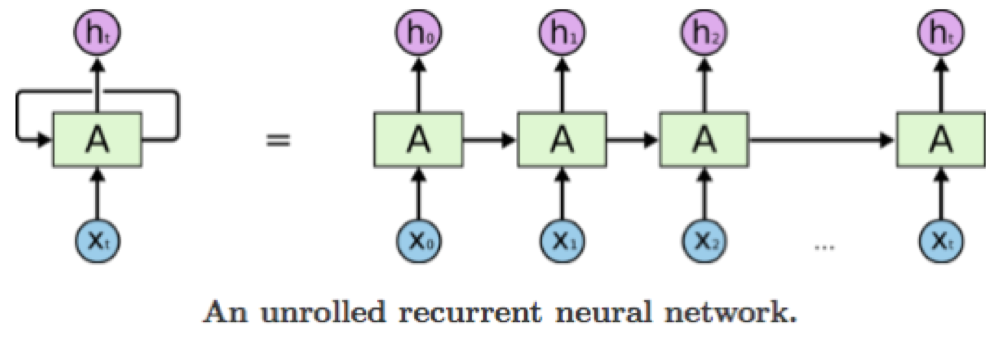 hₜ h₀ h₁ h₂ hₜ
A = A A A A
xₜ x₀ x₁ x₂ ... xₜ
An unrolled recurrent neural network.